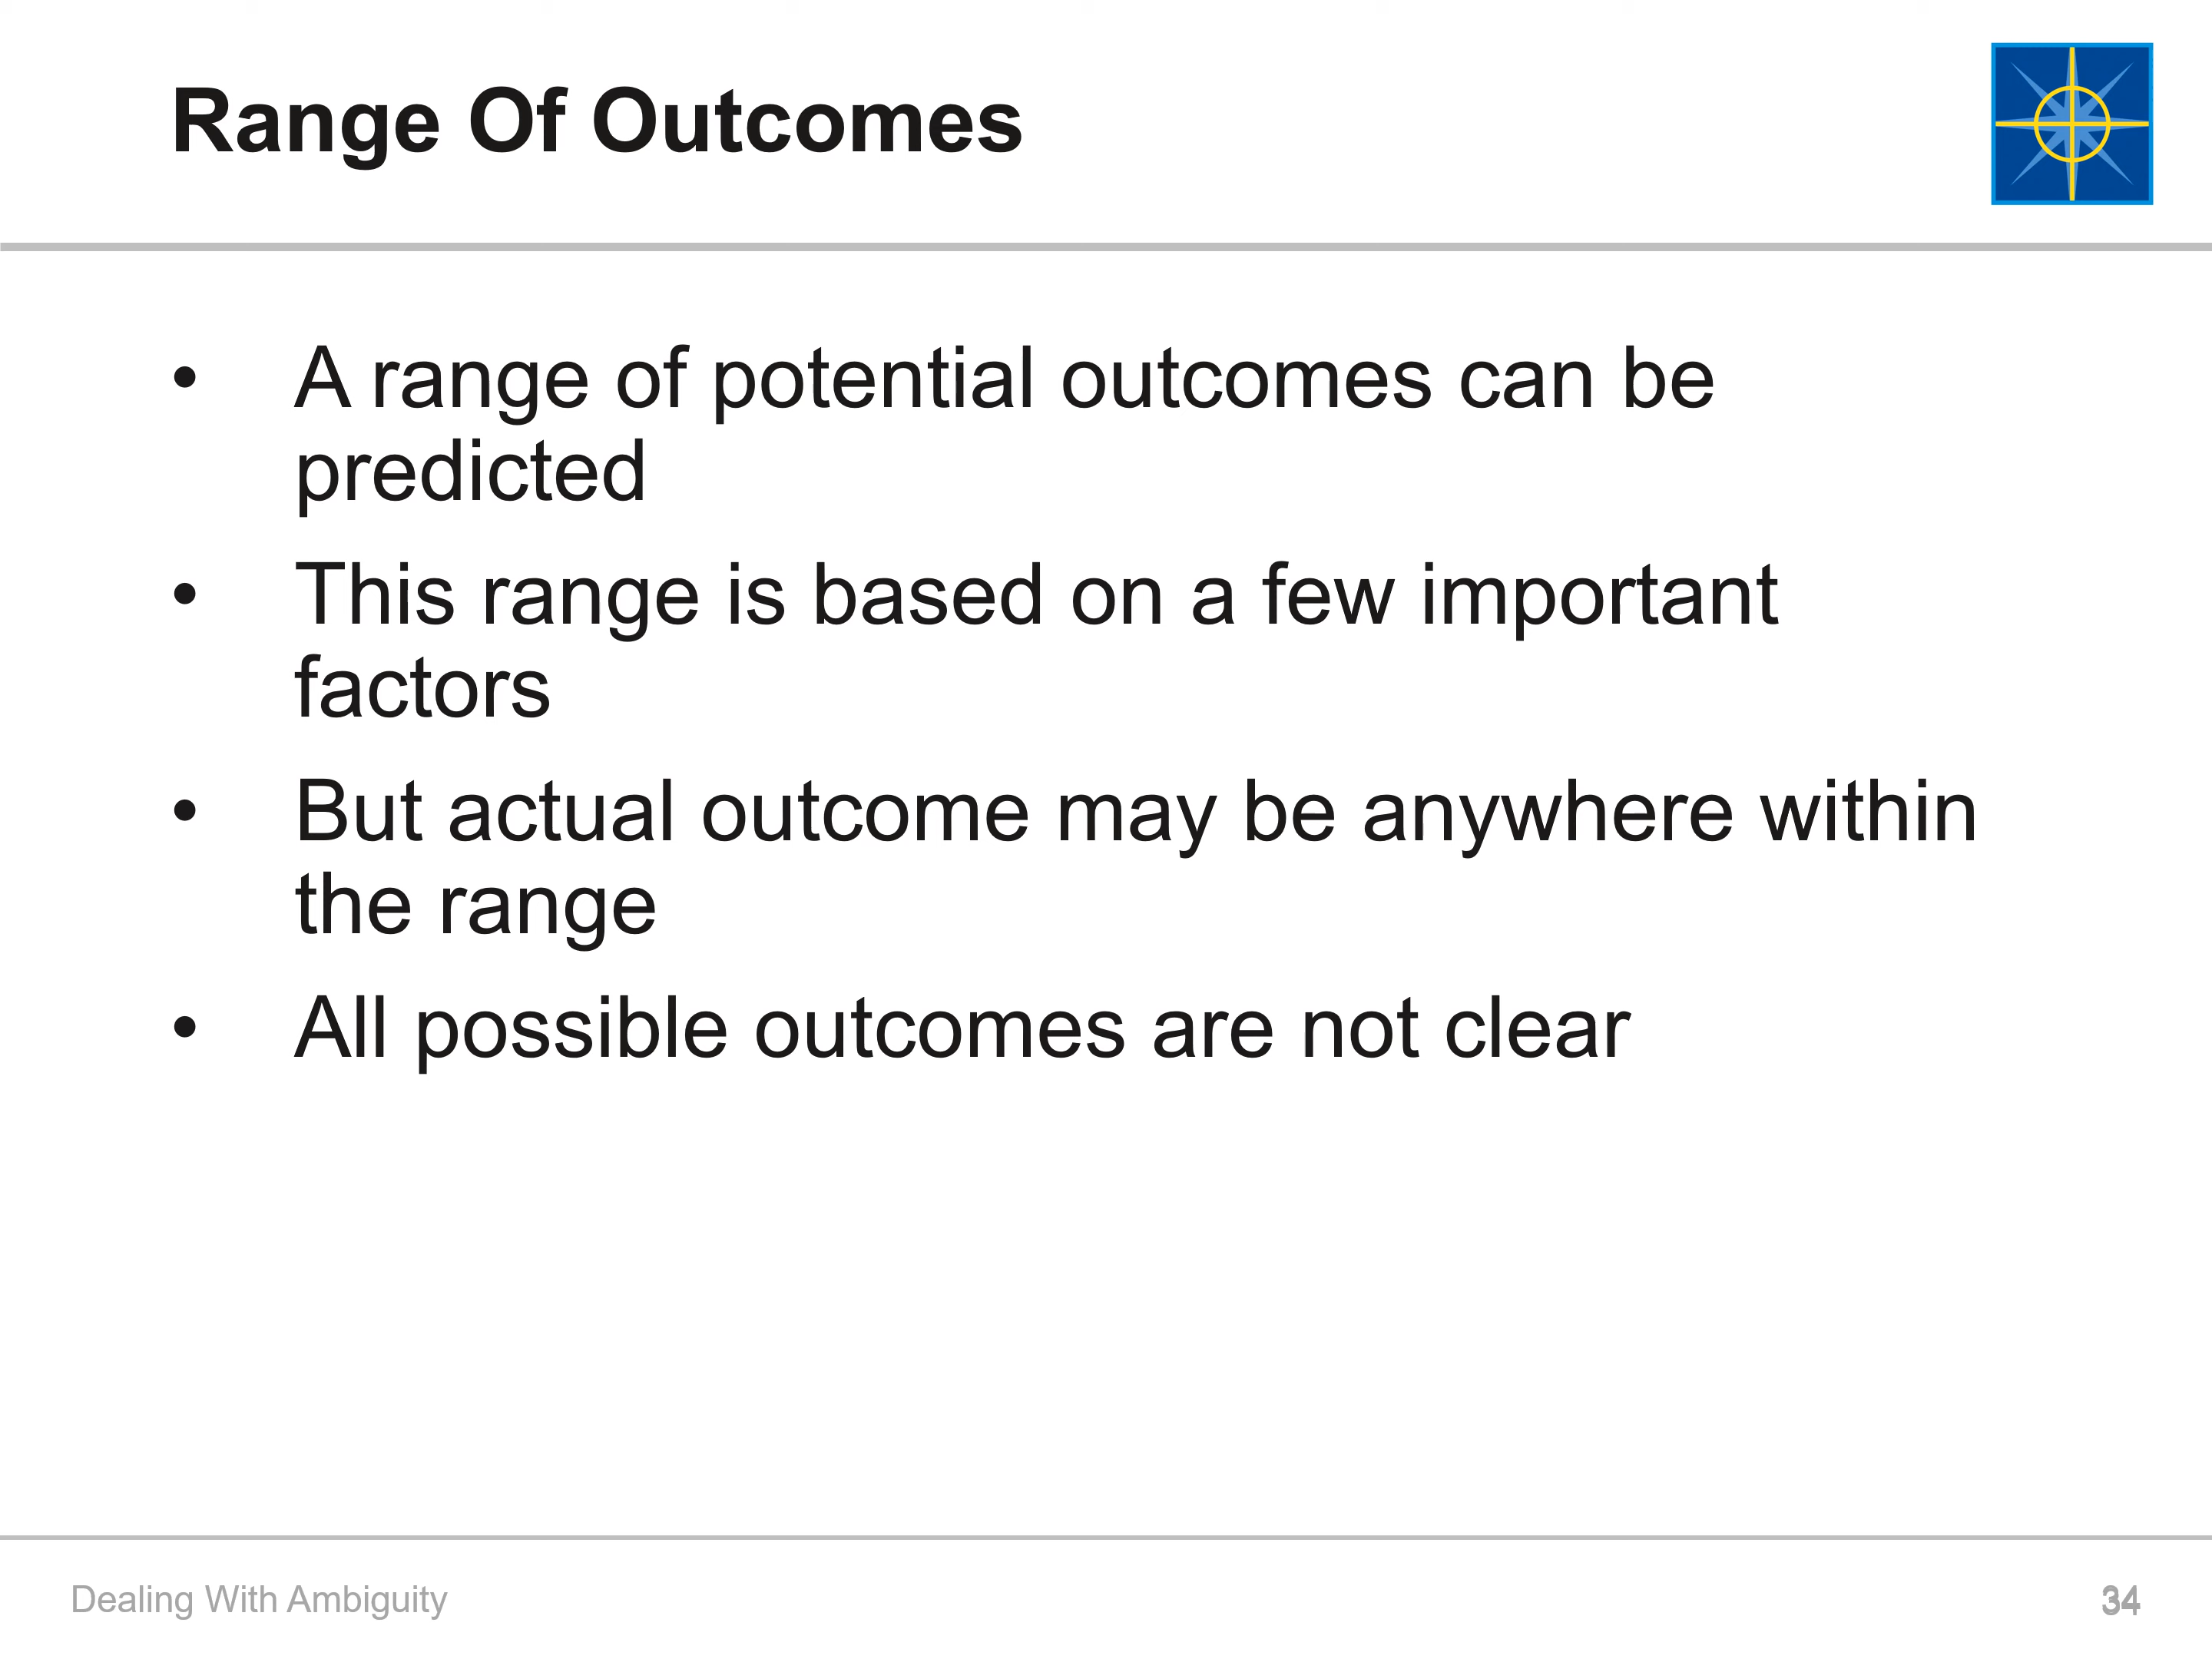 Range Of Outcomes
• A range of potential outcomes can be
predicted
• This range is based on a few important
factors
• But actual outcome may be anywhere within
the range
• All possible outcomes are not clear
Dealing With Ambiguity
34